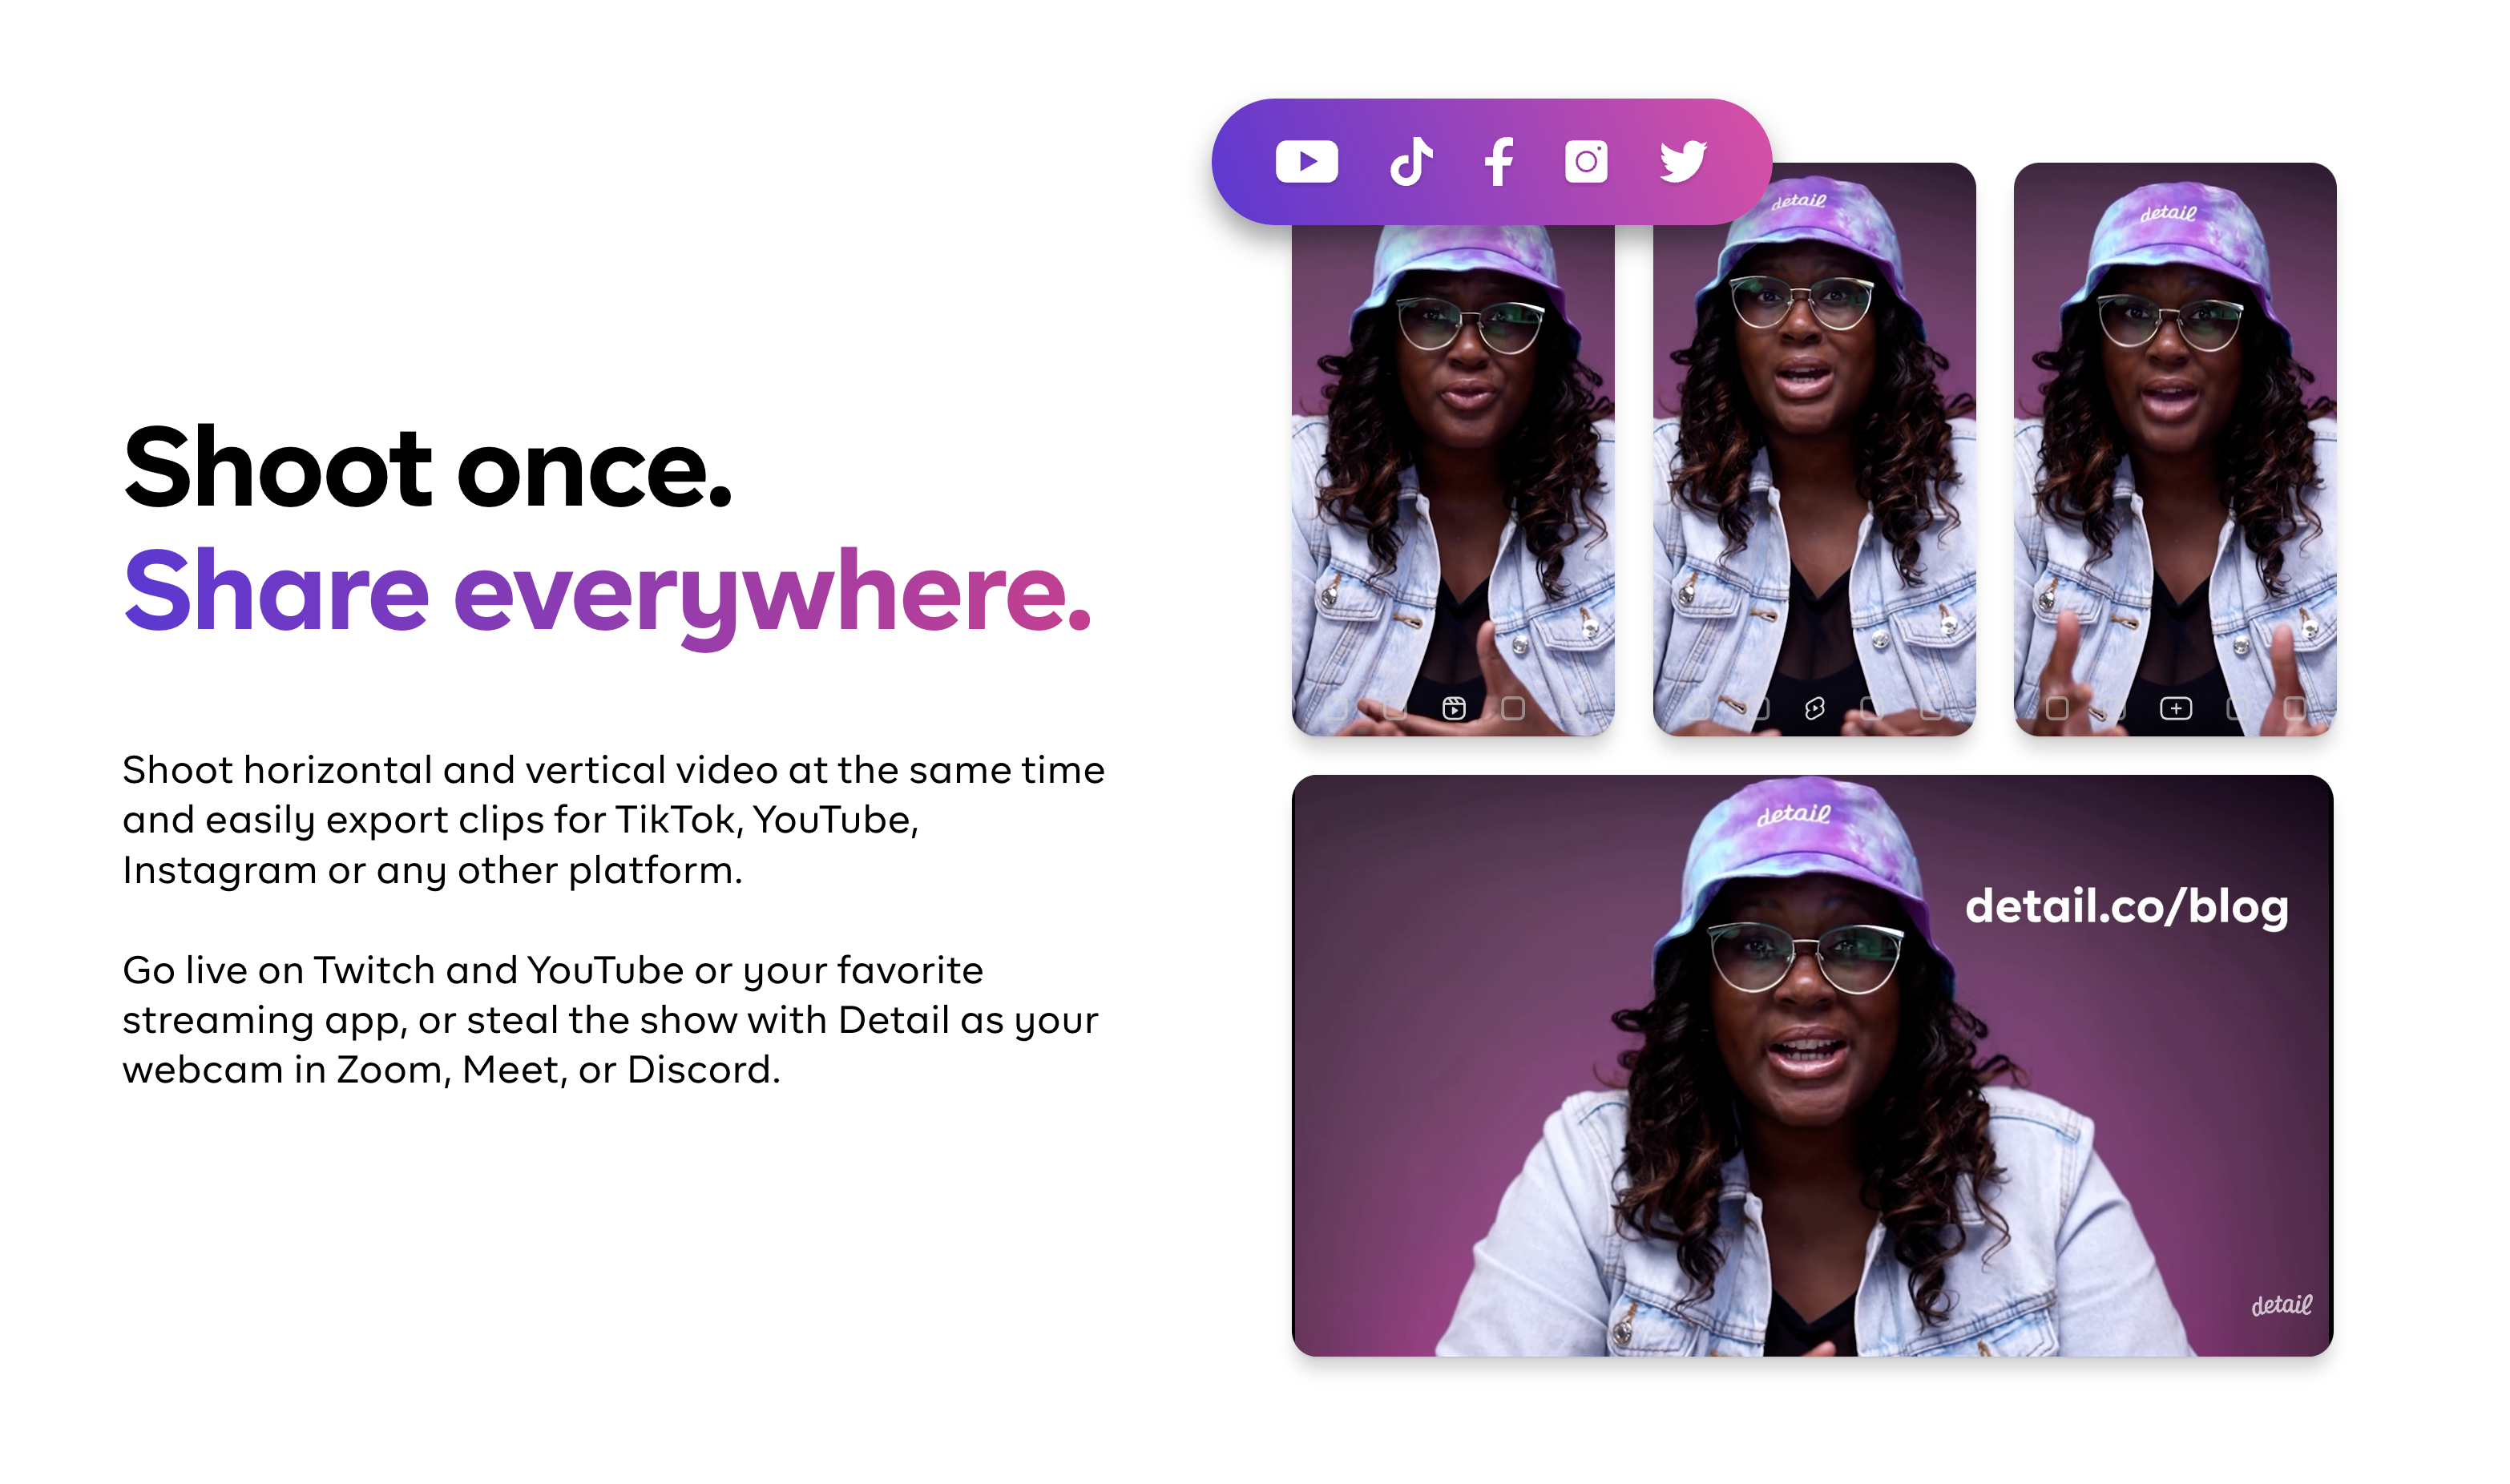 Shoot once.
Share everywhere.
Shoot horizontal and vertical video at the same time
and easily export clips for TikTok, YouTube,
Instagram or any other platform.
Go live on Twitch and YouTube or your favorite
streaming app, or steal the show with Detail as your
webcam in Zoom, Meet, or Discord.
detail
detail
detail
detail.co/blog
detail